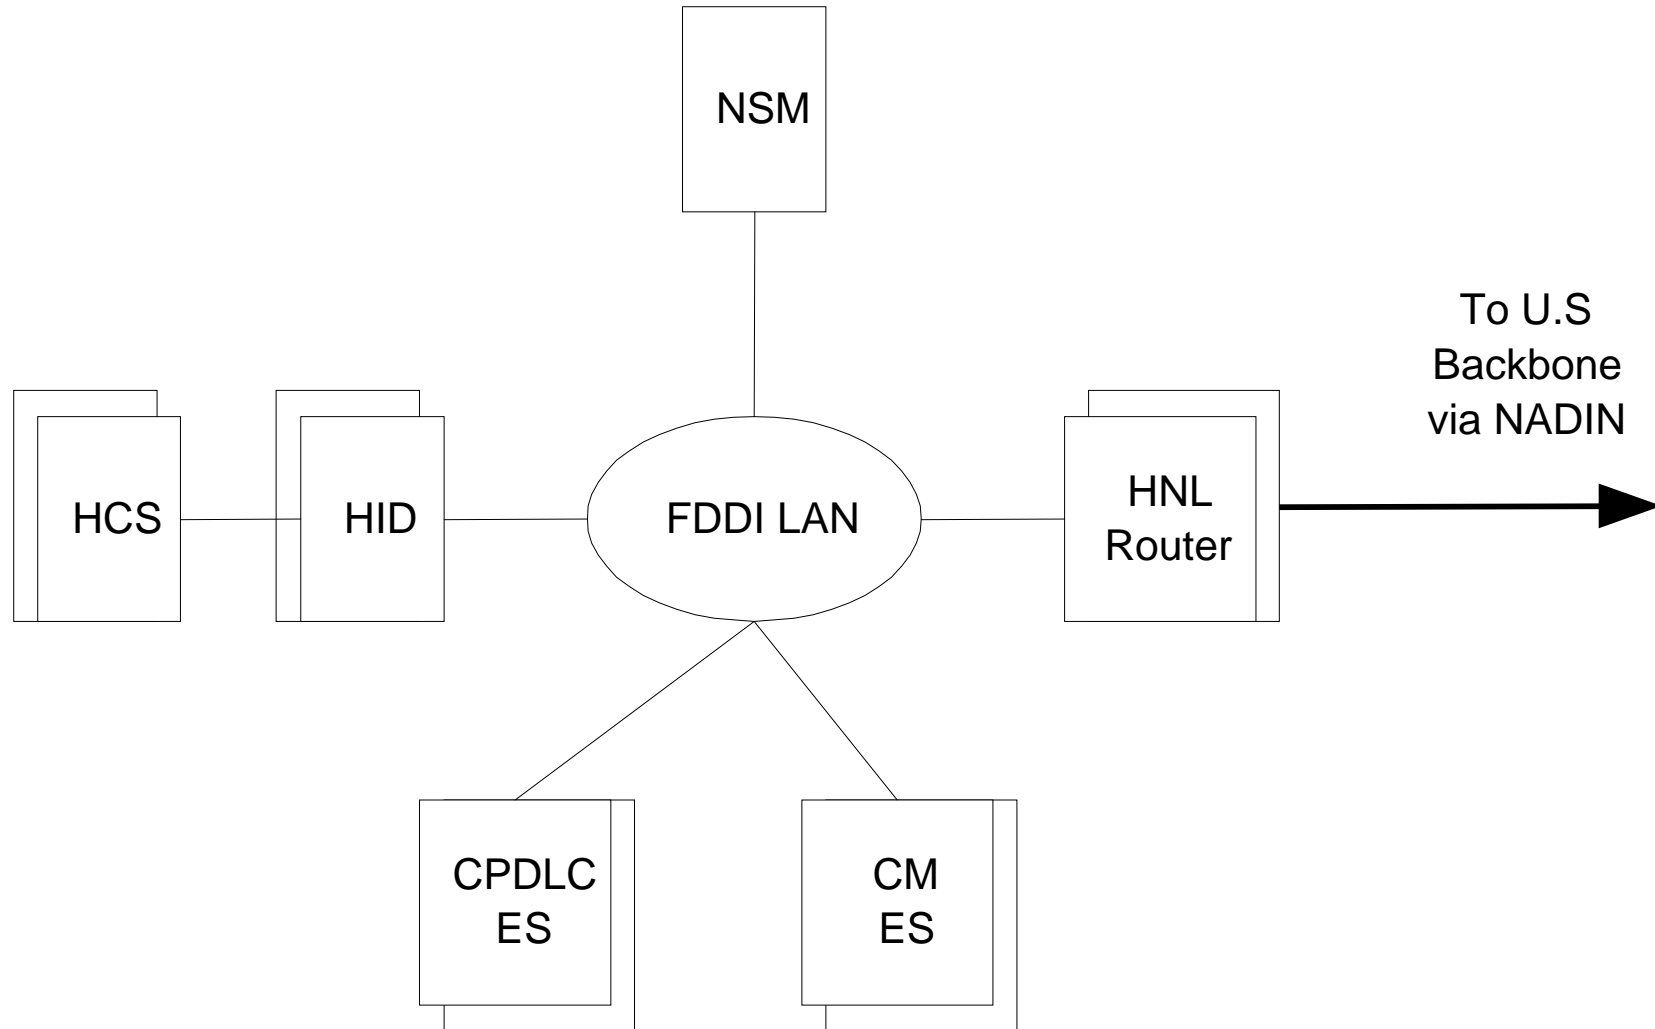 NSM
To U.S
Backbone
via NADIN
HCS
HID
FDDI LAN
HNL
Router
CPDLC
ES
CM
ES